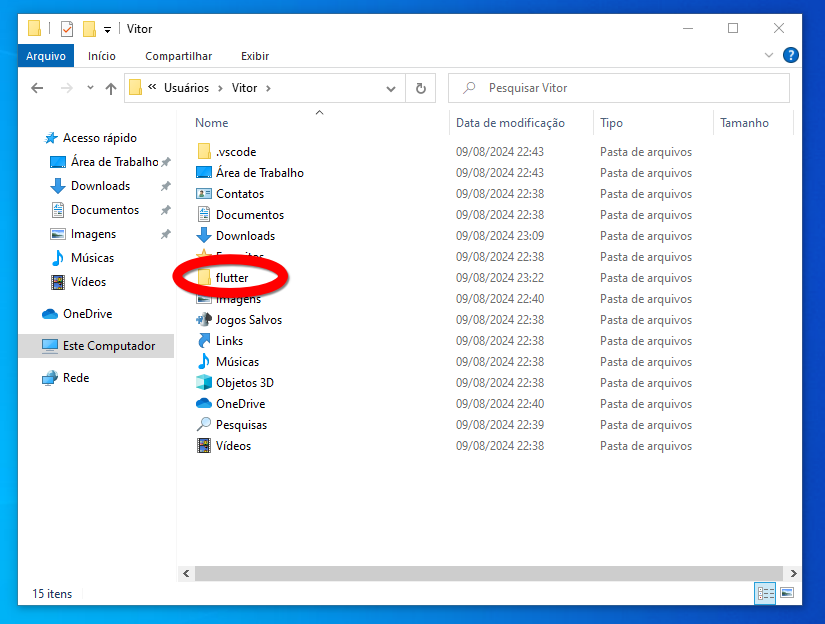 Vitor
Arquivo Início Compartilhar Exibir
« Usuários > Vitor > Pesquisar Vitor
Nome Data de modificação Tipo Tamanho
Acesso rápido
Área de Trabalho
Downloads
Documentos
Imagens
Músicas
Vídeos
OneDrive
Este Computador
Rede
.vscode 09/08/2024 22:43 Pasta de arquivos
Área de Trabalho 09/08/2024 22:43 Pasta de arquivos
Contatos 09/08/2024 22:38 Pasta de arquivos
Documentos 09/08/2024 22:38 Pasta de arquivos
Downloads 09/08/2024 23:09 Pasta de arquivos
Favoritos 09/08/2024 22:38 Pasta de arquivos
flutter 09/08/2024 23:22 Pasta de arquivos
Imagens 09/08/2024 22:40 Pasta de arquivos
Jogos Salvos 09/08/2024 22:38 Pasta de arquivos
Links 09/08/2024 22:38 Pasta de arquivos
Músicas 09/08/2024 22:38 Pasta de arquivos
Objetos 3D 09/08/2024 22:38 Pasta de arquivos
OneDrive 09/08/2024 22:40 Pasta de arquivos
Pesquisas 09/08/2024 22:39 Pasta de arquivos
Vídeos 09/08/2024 22:38 Pasta de arquivos
15 itens